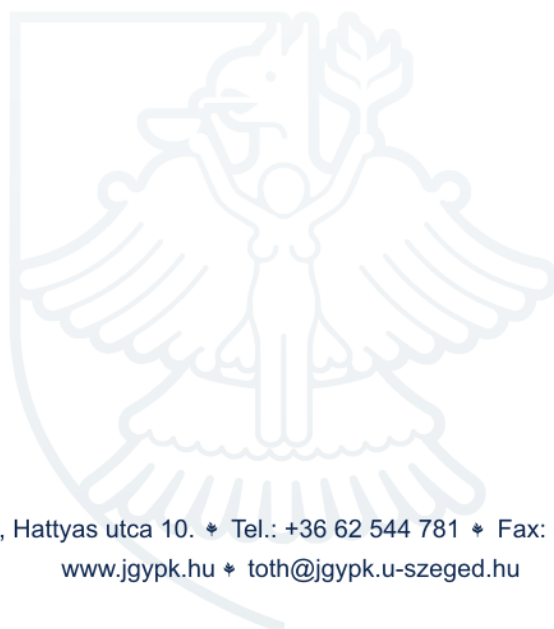 , Hattyas utca 10. ⚘ Tel.: +36 62 544 781 ⚘ Fax:
www.jgypk.hu ⚘ toth@jgypk.u-szeged.hu